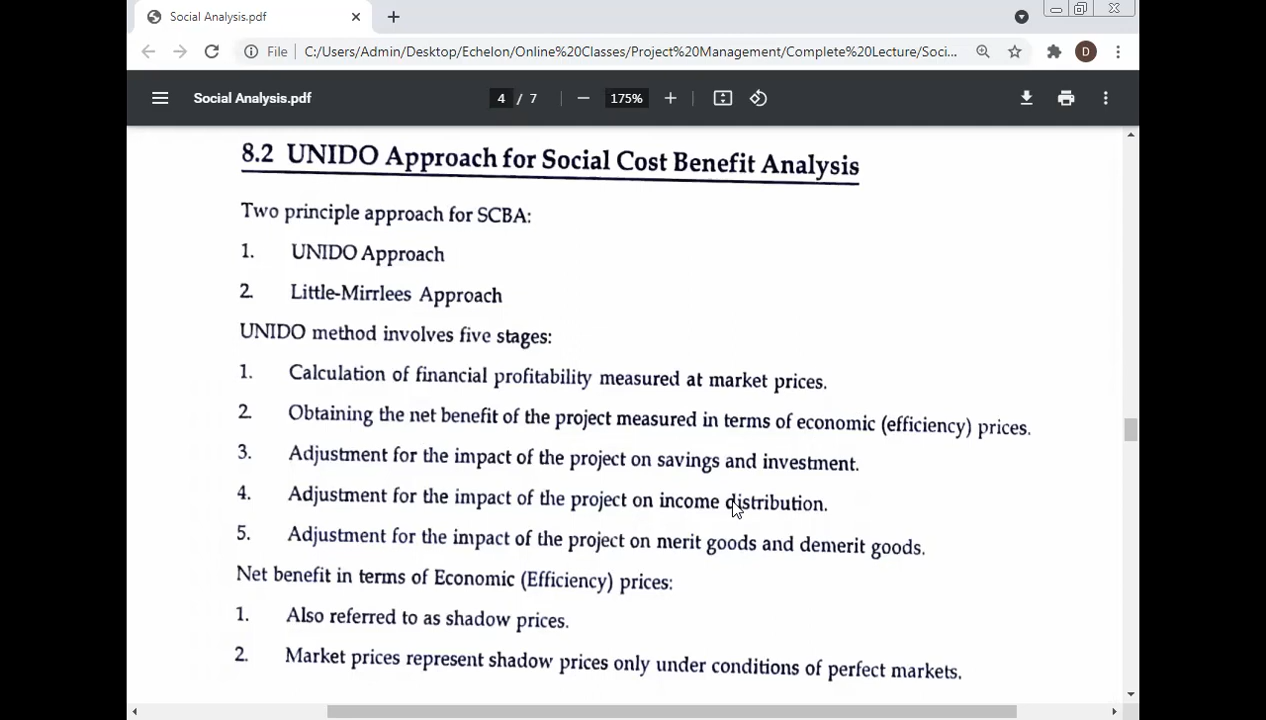 Social Analysis.pdf
File C:/Users/Admin/Desktop/Echelon/Online%20Classes/Project%20Management/Complete%20Lecture/Soci...
D
Social Analysis.pdf
4 / 7
175%
8.2 UNIDO Approach for Social Cost Benefit Analysis
Two principle approach for SCBA:
1. UNIDO Approach
2. Little-Mirrlees Approach
UNIDO method involves five stages:
1. Calculation of financial profitability measured at market prices.
2. Obtaining the net benefit of the project measured in terms of economic (efficiency) prices.
3. Adjustment for the impact of the project on savings and investment.
4. Adjustment for the impact of the project on income distribution.
5. Adjustment for the impact of the project on merit goods and demerit goods.
Net benefit in terms of Economic (Efficiency) prices:
1. Also referred to as shadow prices.
2. Market prices represent shadow prices only under conditions of perfect markets.